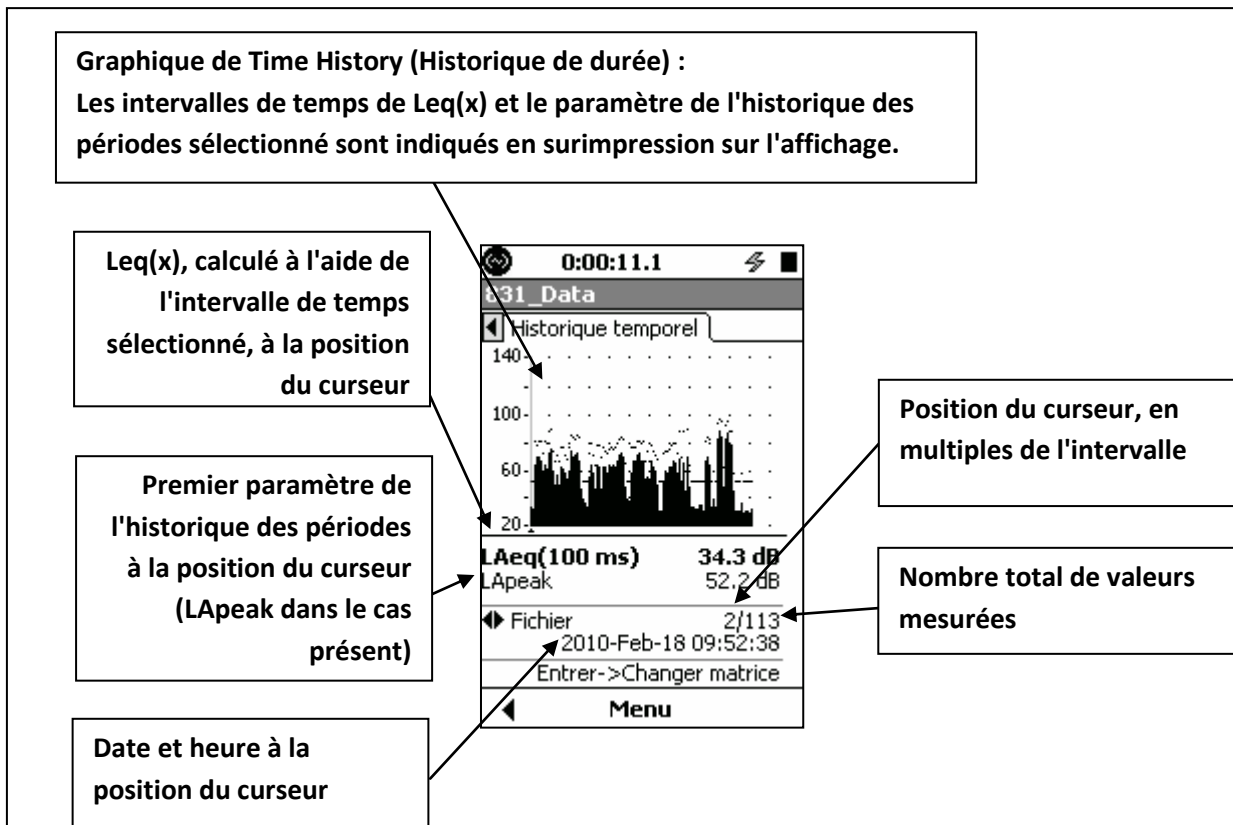 Graphique de Time History (Historique de durée) :
Les intervalles de temps de Leq(x) et le paramètre de l'historique des
périodes sélectionné sont indiqués en surimpression sur l'affichage.
Leq(x), calculé à l'aide de
l'intervalle de temps
sélectionné, à la position
du curseur
Premier paramètre de
l'historique des périodes
à la position du curseur
(LApeak dans le cas
présent)
Date et heure à la
position du curseur
0:00:11.1
831_Data
Historique temporel
140
100
60
20
LAeq(100 ms) 34.3 dB
LApeak 52.2 dB
Fichier 2/113
2010-Feb-18 09:52:38
Entrer->Changer matrice
Menu
Position du curseur, en
multiples de l'intervalle
Nombre total de valeurs
mesurées